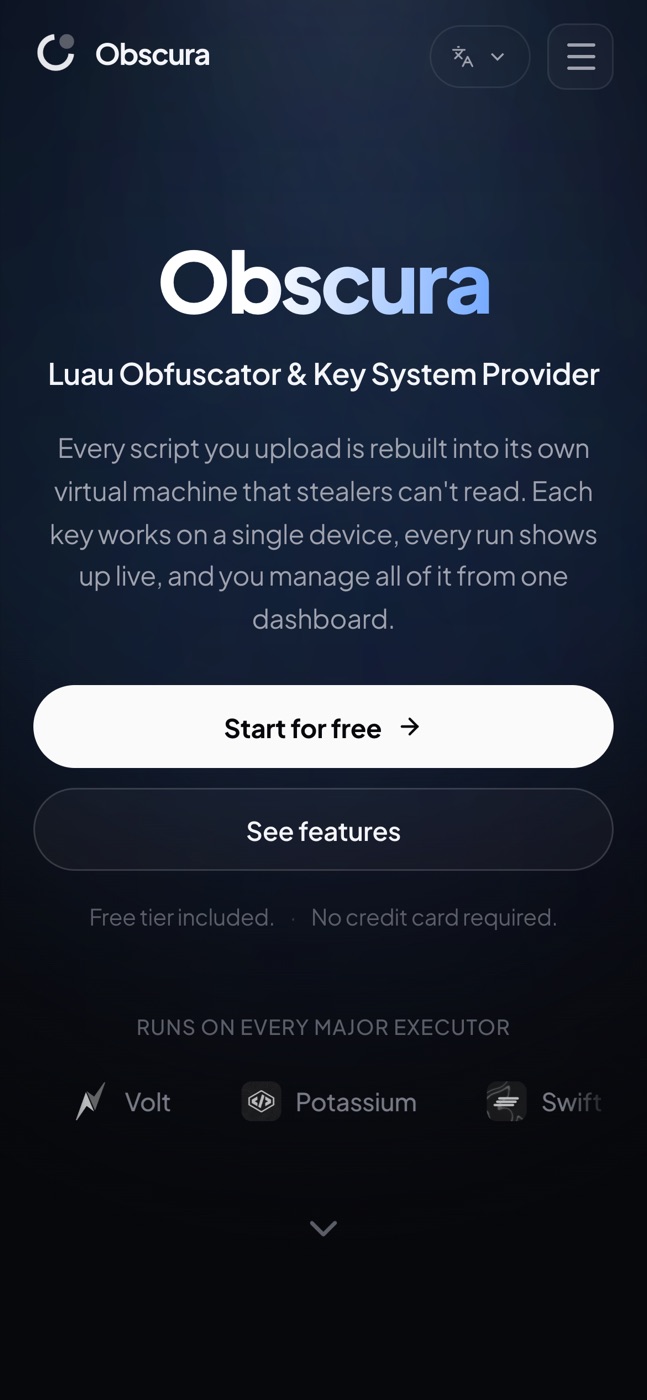 Obscura
Obscura
Luau Obfuscator & Key System Provider
Every script you upload is rebuilt into its own
virtual machine that stealers can't read. Each
key works on a single device, every run shows
up live, and you manage all of it from one
dashboard.
Start for free →
See features
Free tier included. · No credit card required.
RUNS ON EVERY MAJOR EXECUTOR
Volt Potassium Swift